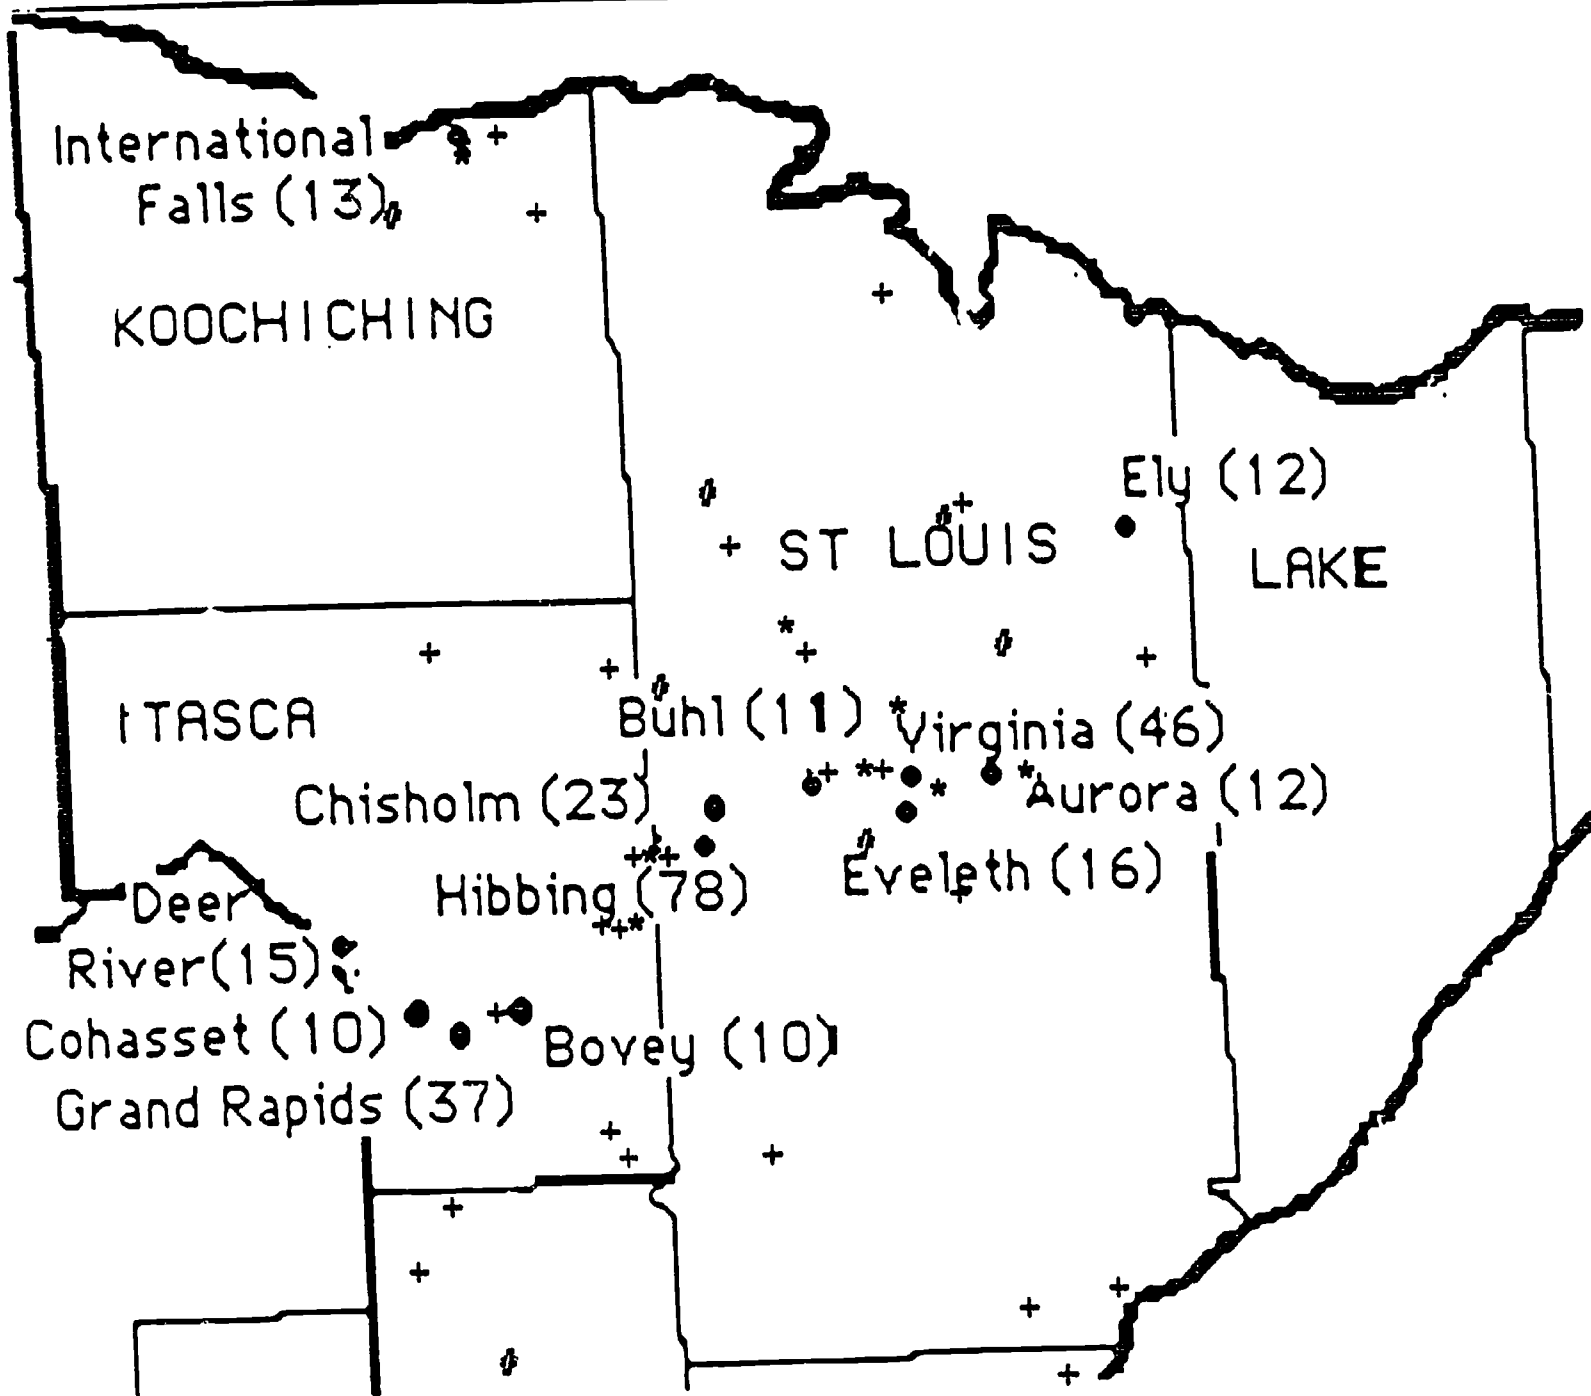 International
Falls (13)
KOOCHICHING
Ely (12)
ST LOUIS
LAKE
ITASCA
Buhl (11)
Virginia (46)
Chisholm (23)
Aurora (12)
Hibbing (78)
Eveleth (16)
Deer
River (15)
Cohasset (10)
Bovey (10)
Grand Rapids (37)